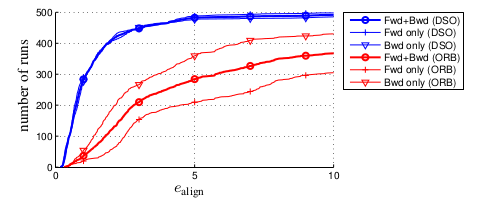 500
400
300
200
100
0
number of runs
0
5
10
e_align
Fwd+Bwd (DSO)
Fwd only (DSO)
Bwd only (DSO)
Fwd+Bwd (ORB)
Fwd only (ORB)
Bwd only (ORB)